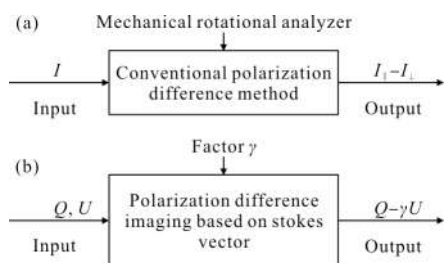 (a)
Mechanical rotational analyzer
I
Input
Conventional polarization
difference method
I∥−I⊥
Output
(b)
Factor γ
Q, U
Input
Polarization difference
imaging based on stokes
vector
Q−γU
Output